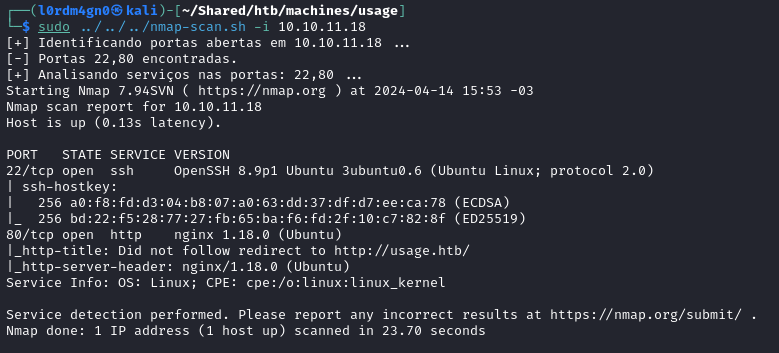 ┌──(l0rdm4gn0㉿kali)-[~/Shared/htb/machines/usage]
└─$ sudo ../../../nmap-scan.sh -i 10.10.11.18
[+] Identificando portas abertas em 10.10.11.18 ...
[-] Portas 22,80 encontradas.
[+] Analisando serviços nas portas: 22,80 ...
Starting Nmap 7.94SVN ( https://nmap.org ) at 2024-04-14 15:53 -03
Nmap scan report for 10.10.11.18
Host is up (0.13s latency).

PORT   STATE SERVICE VERSION
22/tcp open  ssh     OpenSSH 8.9p1 Ubuntu 3ubuntu0.6 (Ubuntu Linux; protocol 2.0)
| ssh-hostkey:
|   256 a0:f8:fd:d3:04:b8:07:a0:63:dd:37:df:d7:ee:ca:78 (ECDSA)
|_  256 bd:22:f5:28:77:27:fb:65:ba:f6:fd:2f:10:c7:82:8f (ED25519)
80/tcp open  http    nginx 1.18.0 (Ubuntu)
|_http-title: Did not follow redirect to http://usage.htb/
|_http-server-header: nginx/1.18.0 (Ubuntu)
Service Info: OS: Linux; CPE: cpe:/o:linux:linux_kernel

Service detection performed. Please report any incorrect results at https://nmap.org/submit/ .
Nmap done: 1 IP address (1 host up) scanned in 23.70 seconds